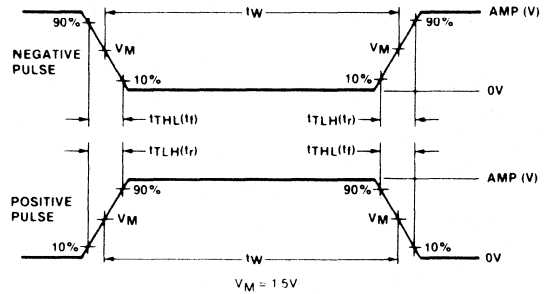 tW
AMP (V)
90%
90%
NEGATIVE
PULSE
VM
VM
10%
10%
0V
tTHL(tf)
tTLH(tr)
tTLH(tr)
tTHL(tf)
AMP (V)
POSITIVE
PULSE
90%
90%
VM
VM
10%
10%
0V
tW
VM = 1.5V